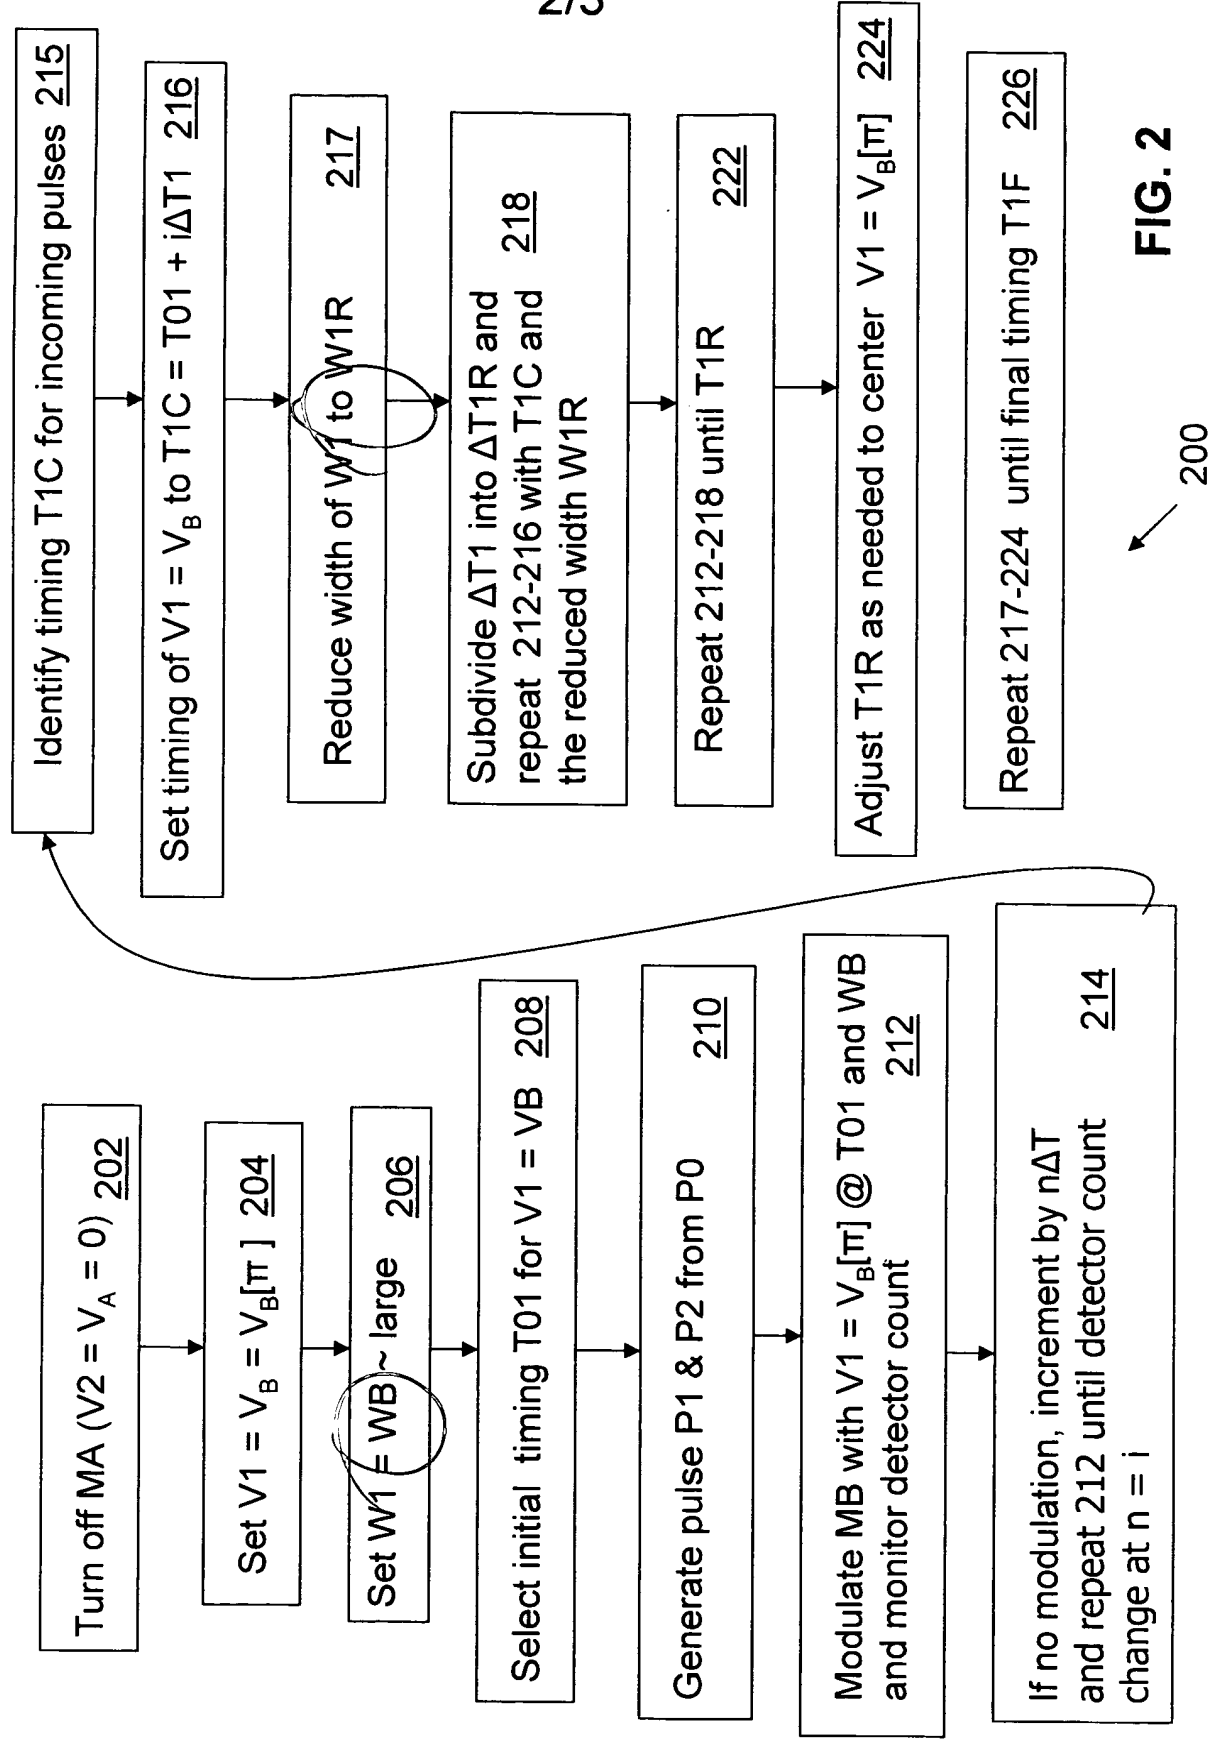 2/3
Turn off MA (V2 = V_A = 0)
202
Set V1 = V_B = V_B[π ] 204
Set W1 = WB ~ large 206
Select initial timing T01 for V1 = VB 208
Generate pulse P1 & P2 from P0 210
Modulate MB with V1 = V_B[π] @ T01 and WB
and monitor detector count 212
If no modulation, increment by nΔT 214
and repeat 212 until detector count
change at n = i
Identify timing T1C for incoming pulses 215
Set timing of V1 = V_B to T1C = T01 + iΔT1 216
Reduce width of W1 to W1R 217
Subdivide ΔT1 into ΔT1R and
repeat 212-216 with T1C and 218
the reduced width W1R
Repeat 212-218 until T1R 222
Adjust T1R as needed to center V1 = V_B[π] 224
Repeat 217-224 until final timing T1F 226
200
FIG. 2